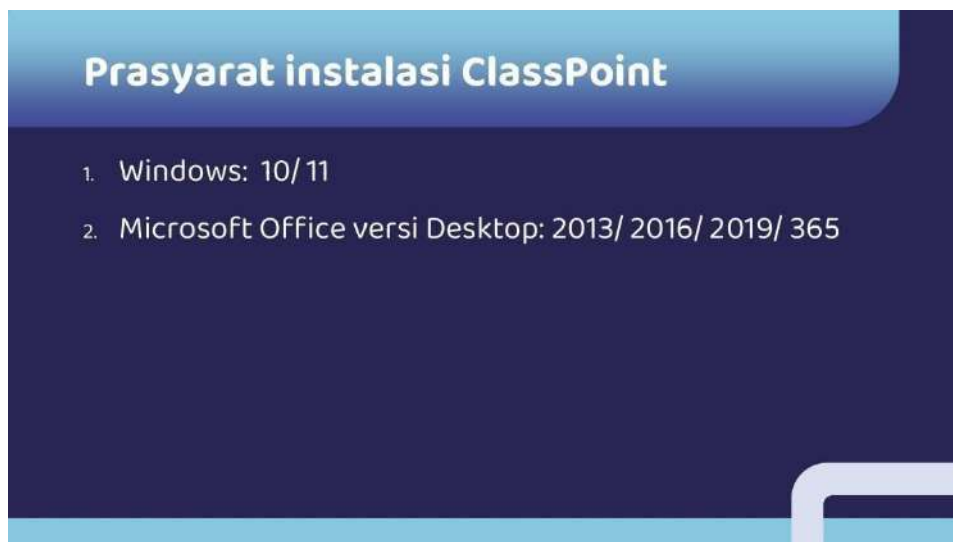 Prasyarat instalasi ClassPoint
1. Windows: 10/11
2. Microsoft Office versi Desktop: 2013/ 2016/ 2019/ 365